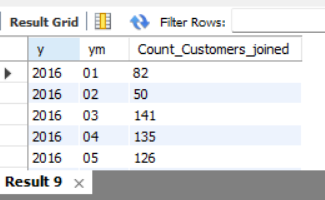 Result Grid Filter Rows:
y ym Count_Customers_joined
2016 01 82
2016 02 50
2016 03 141
2016 04 135
2016 05 126
Result 9 ×